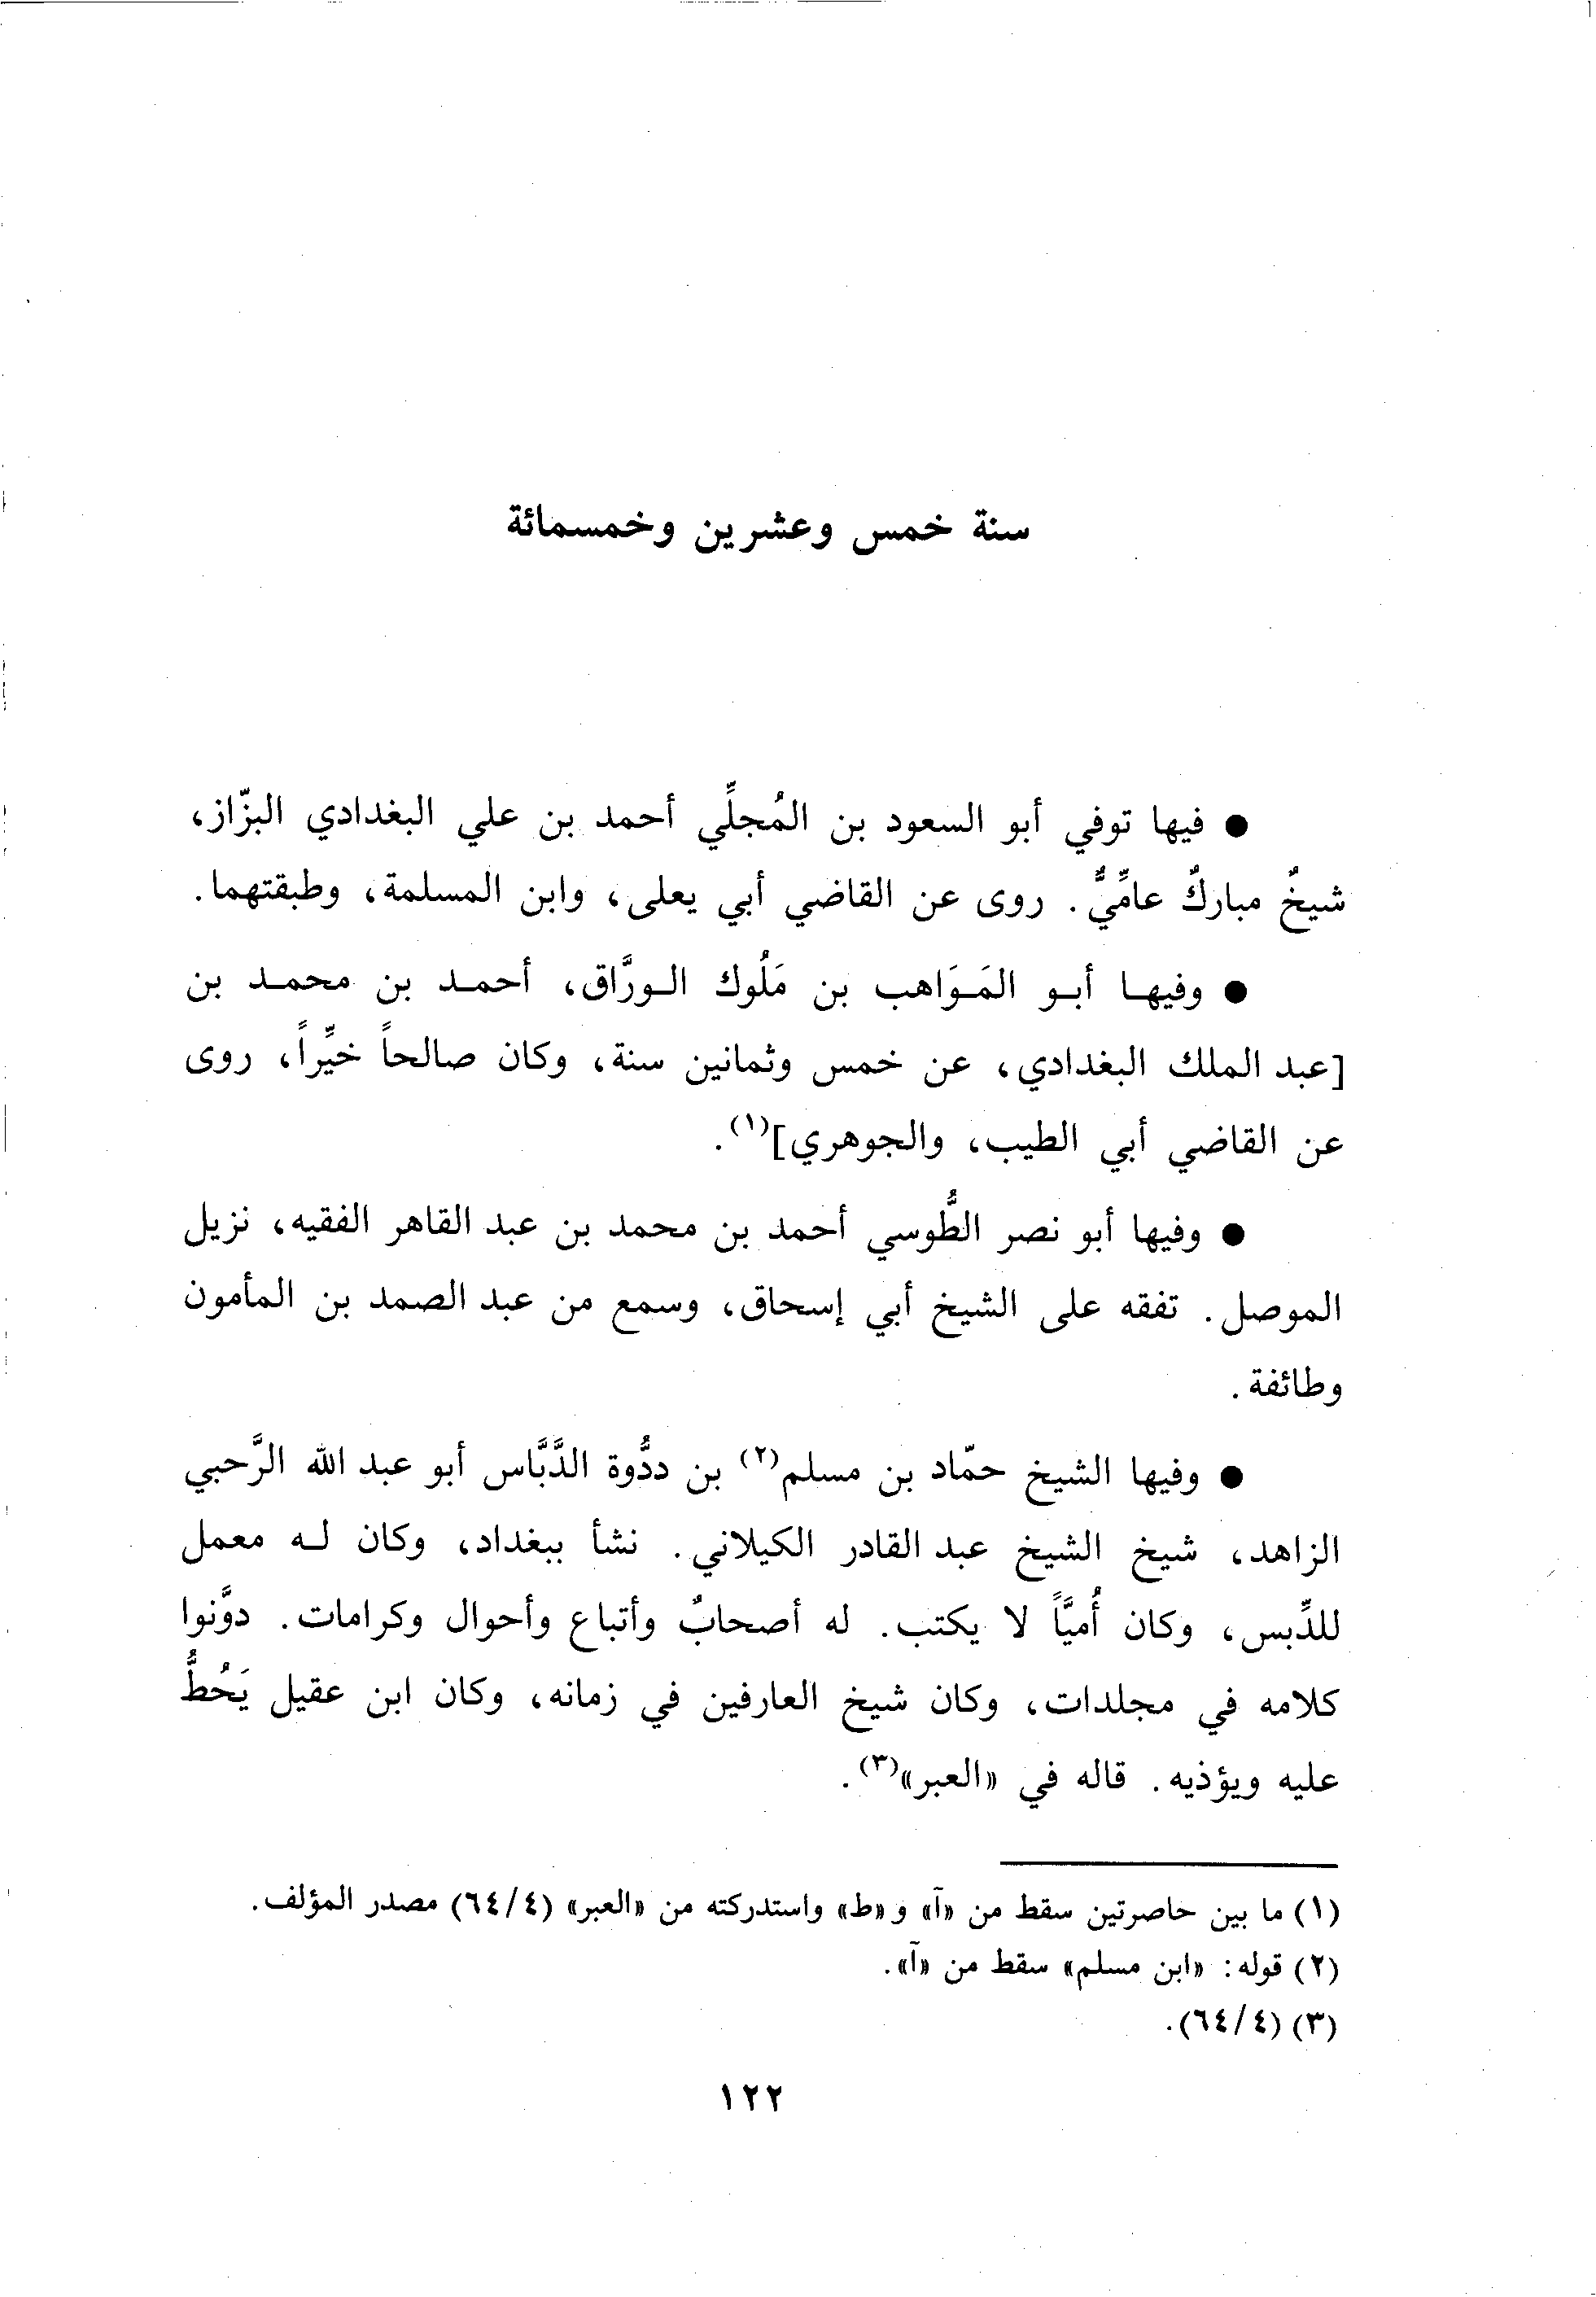 سنة خمس وعشرين وخمسمائة
● فيها توفي أبو السعود بن المُجلِّي أحمد بن علي البغدادي البزّاز،
شيخٌ مباركٌ عامِّيٌّ. روى عن القاضي أبي يعلى، وابن المسلمة، وطبقتهما.
● وفيها أبو المَوَاهب بن مَلُوك الورَّاق، أحمد بن محمد بن
[عبد الملك البغدادي، عن خمس وثمانين سنة، وكان صالحاً خيِّراً، روى
عن القاضي أبي الطيب، والجوهري](١).
● وفيها أبو نصر الطُّوسي أحمد بن محمد بن عبد القاهر الفقيه، نزيل
الموصل. تفقه على الشيخ أبي إسحاق، وسمع من عبد الصمد بن المأمون
وطائفة.
● وفيها الشيخ حمّاد بن مسلم(٢) بن ددُّوة الدَّبَّاس أبو عبد الله الرَّحبي
الزاهد، شيخ الشيخ عبد القادر الكيلاني. نشأ ببغداد، وكان له معمل
للدِّبس، وكان أُميَّاً لا يكتب. له أصحابٌ وأتباع وأحوال وكرامات. دوَّنوا
كلامه في مجلدات، وكان شيخ العارفين في زمانه، وكان ابن عقيل يَحُطُّ
عليه ويؤذيه. قاله في «العبر»(٣).
(١) ما بين حاصرتين سقط من «آ» و«ط» واستدركته من «العبر» (٦٤/٤) مصدر المؤلف.
(٢) قوله: «ابن مسلم» سقط من «آ».
(٣) (٦٤/٤).
١٢٢